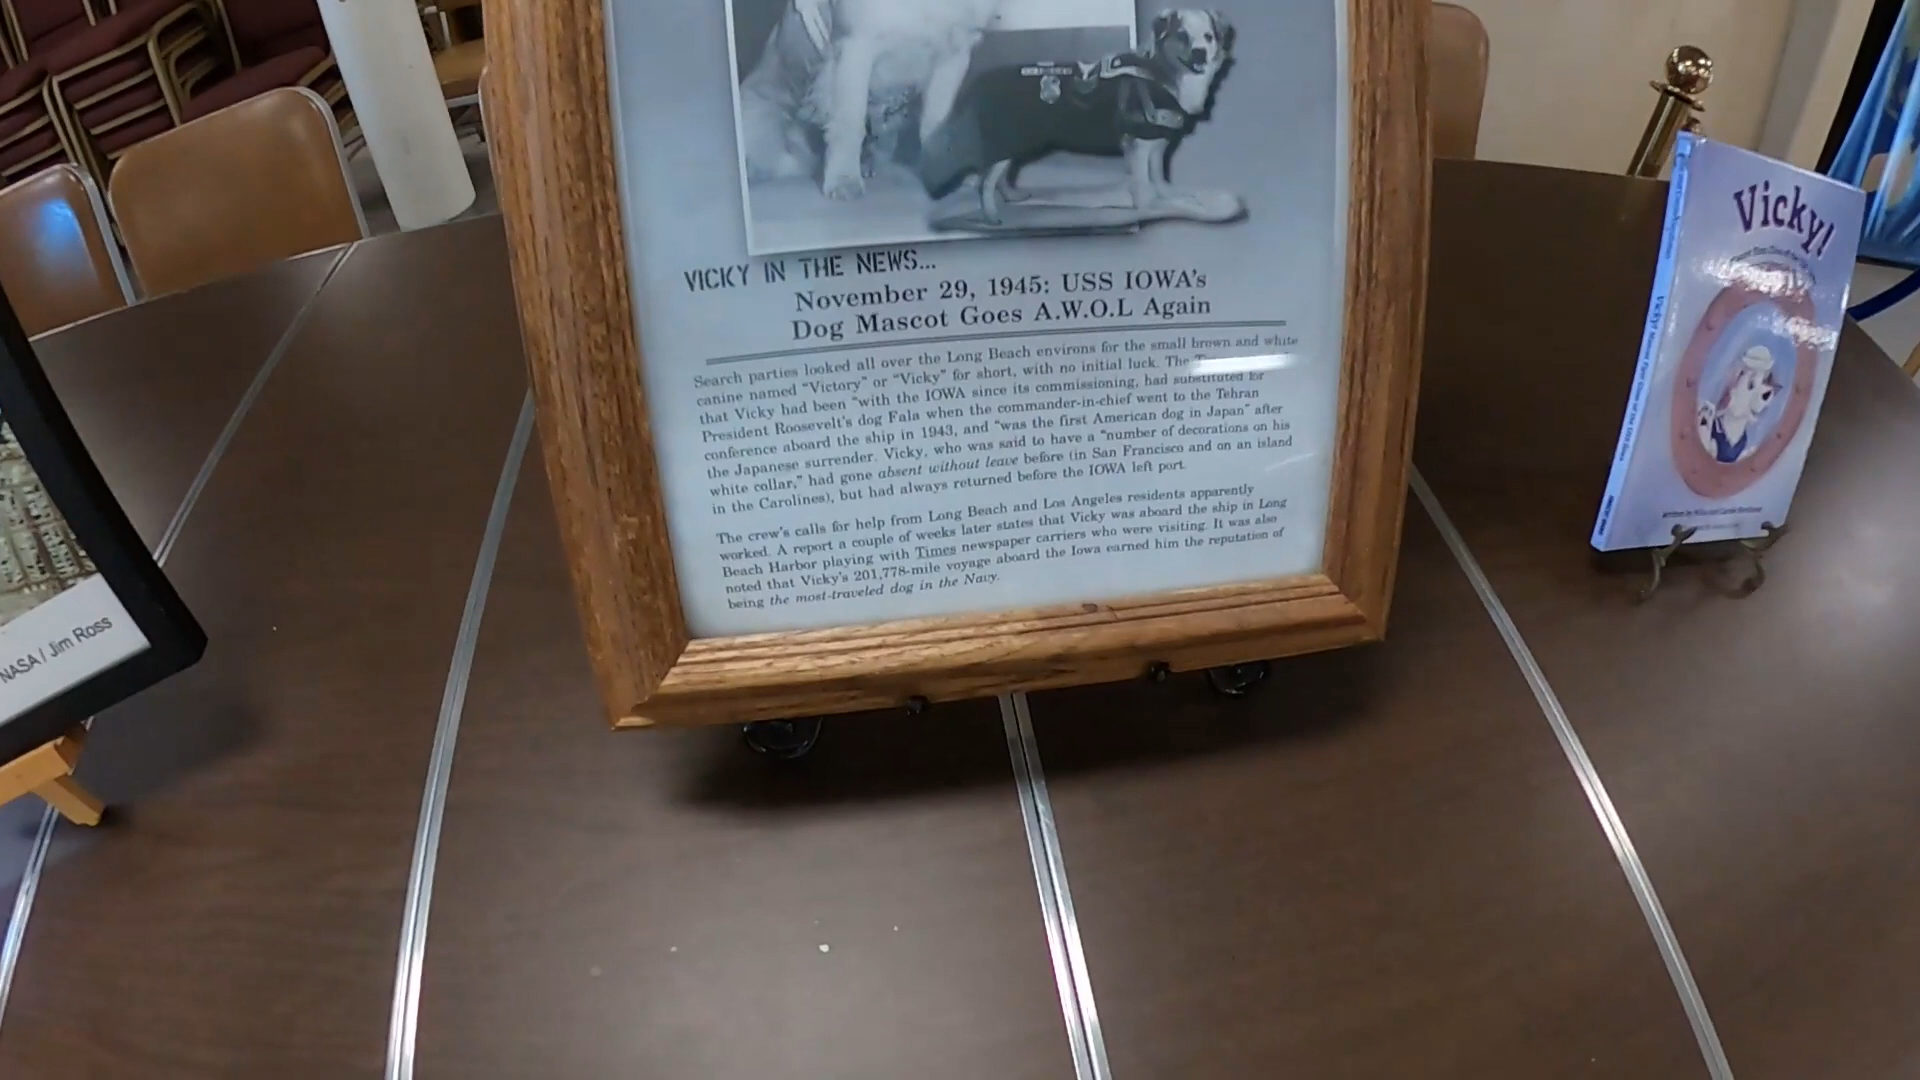 VICKY IN THE NEWS...
November 29, 1945: USS IOWA's
Dog Mascot Goes A.W.O.L Again
Search parties looked all over the Long Beach environs for the small brown and white
canine named "Victory" or "Vicky" for short, with no initial luck. The
that Vicky had been "with the IOWA since its commissioning, had substituted for
President Roosevelt's dog Fala when the commander-in-chief went to the Tehran
conference aboard the ship in 1943, and "was the first American dog in Japan" after
the Japanese surrender. Vicky, who was said to have a "number of decorations on his
white collar," had gone absent without leave before (in San Francisco and on an island
in the Carolines), but had always returned before the IOWA left port.
The crew's calls for help from Long Beach and Los Angeles residents apparently
worked. A report a couple of weeks later states that Vicky was aboard the ship in Long
Beach Harbor playing with Times newspaper carriers who were visiting. It was also
noted that Vicky's 201,778-mile voyage aboard the Iowa earned him the reputation of
being the most-traveled dog in the Navy.
NASA / Jim Ross
Vicky!